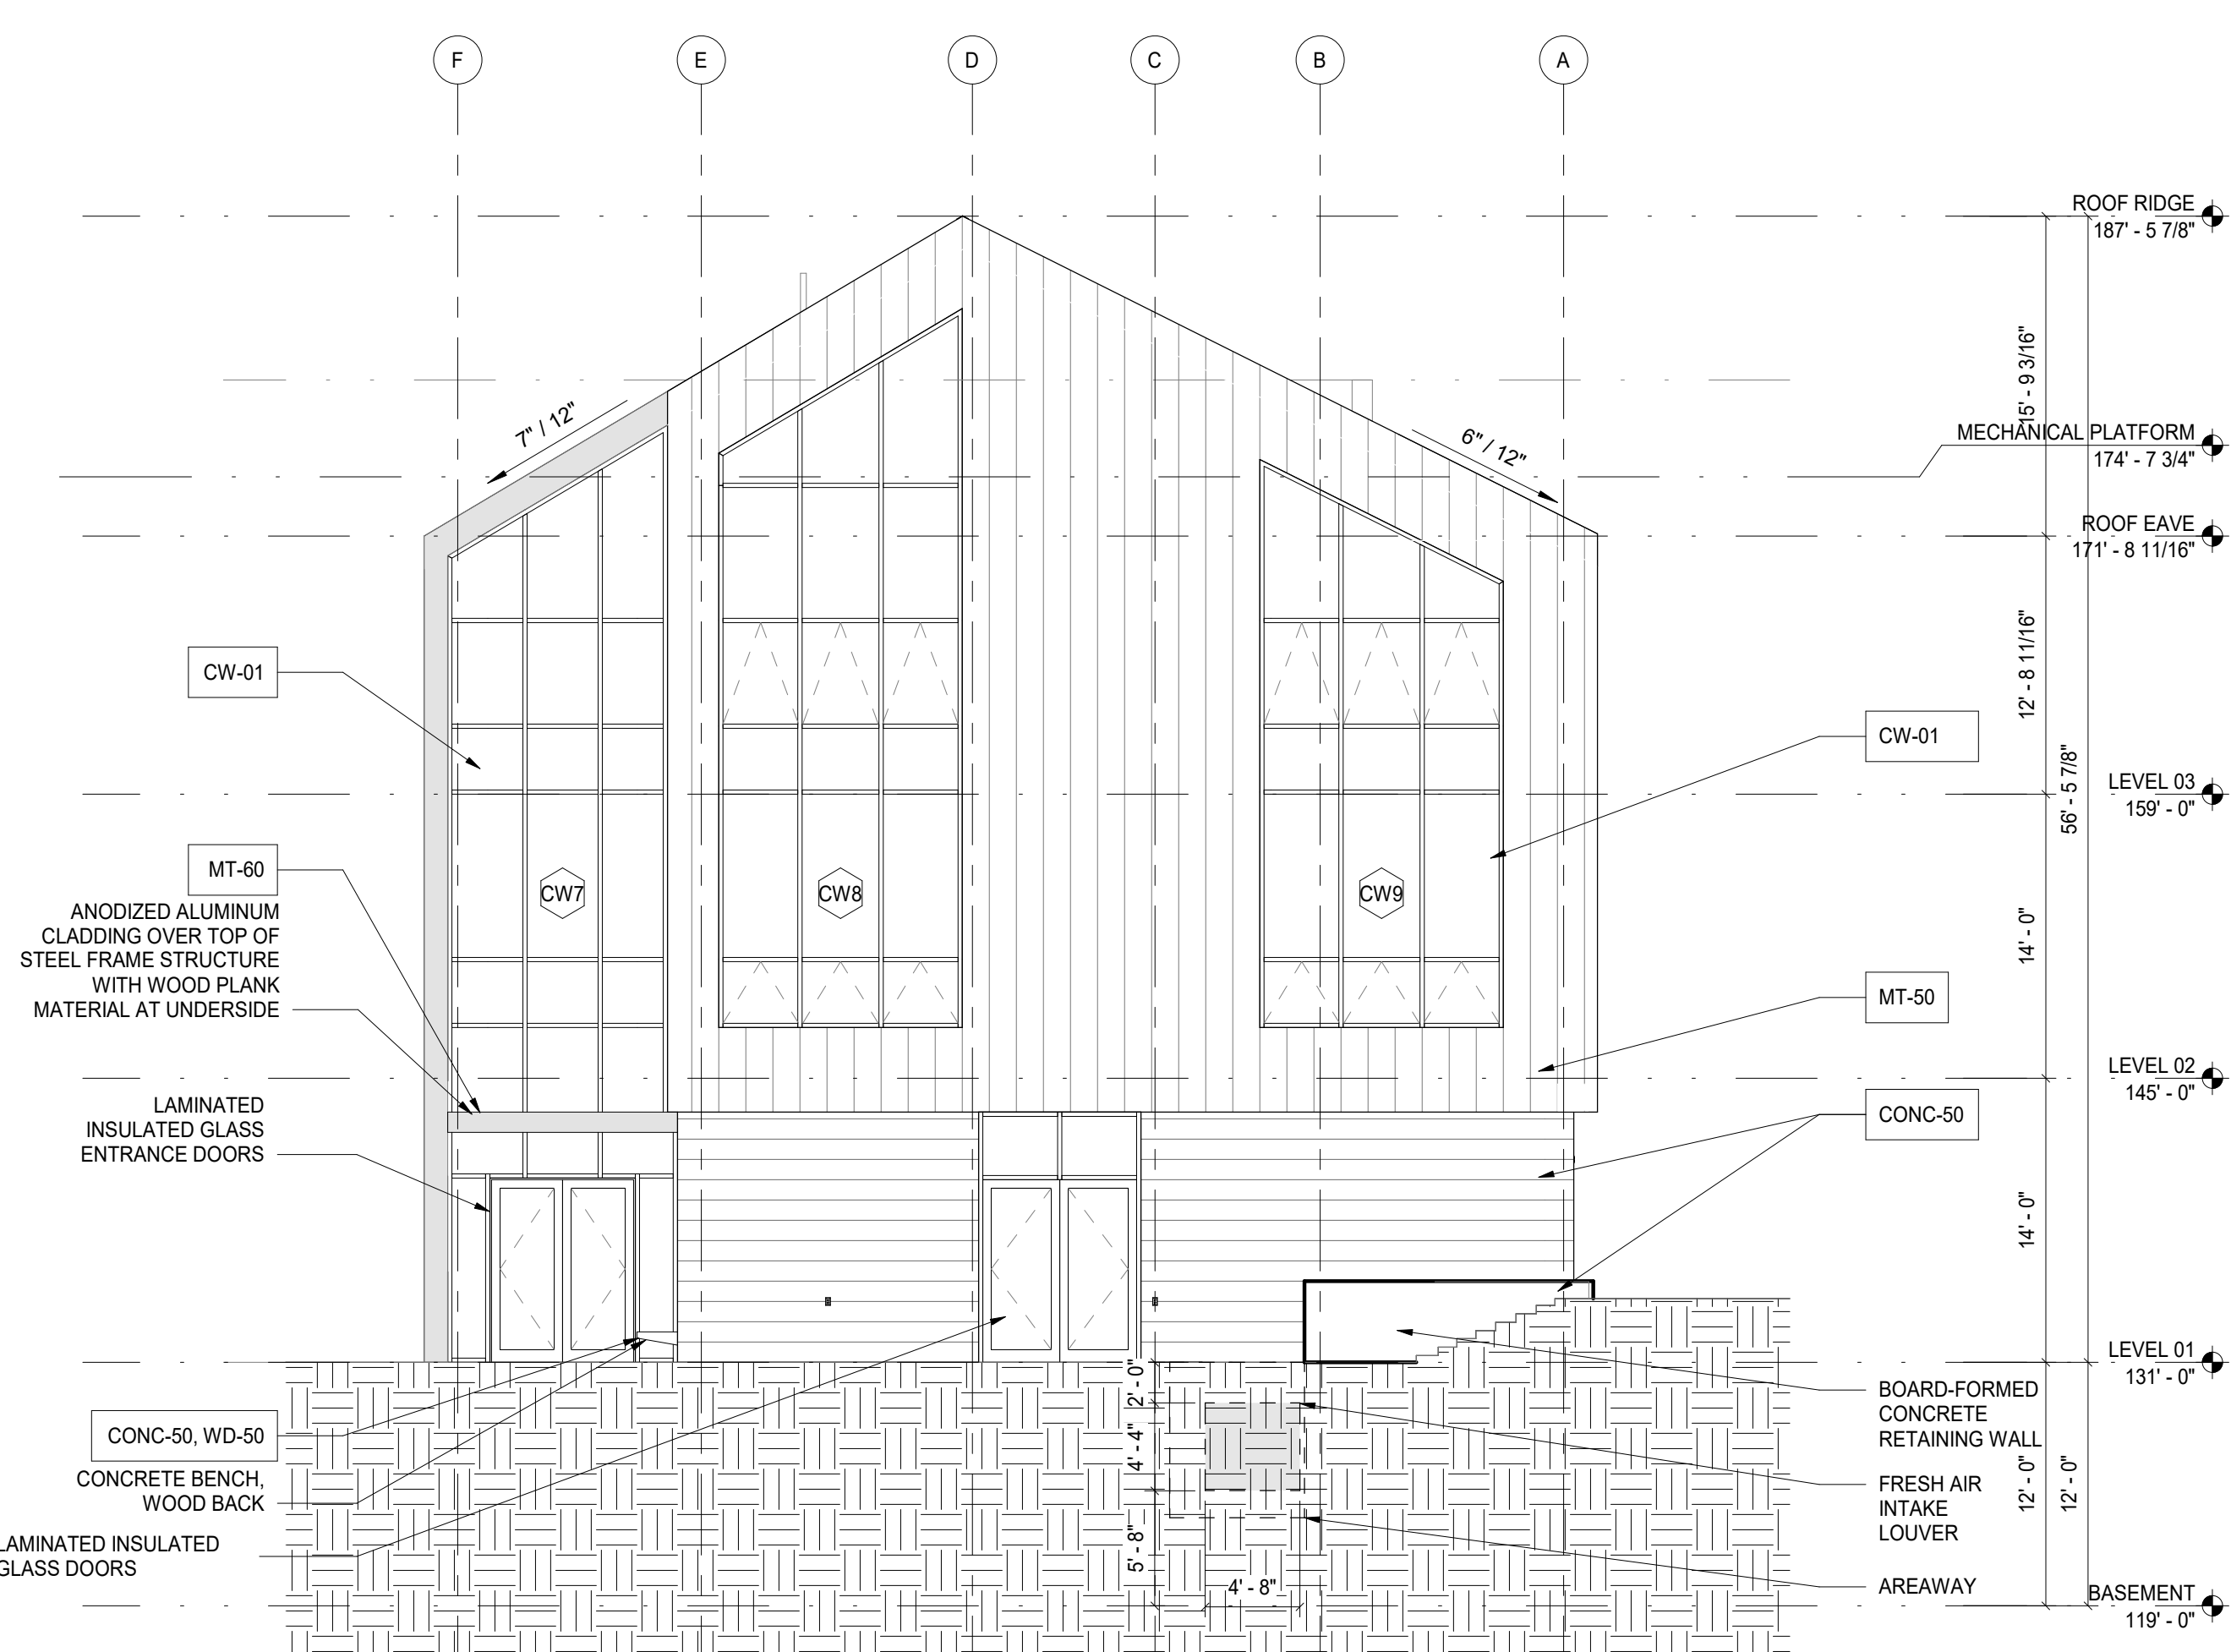 F
E
D
C
B
A
ROOF RIDGE
187' - 5 7/8"
15' - 9 3/16"
7" / 12"
6" / 12"
MECHANICAL PLATFORM
174' - 7 3/4"
ROOF EAVE
171' - 8 11/16"
CW-01
12' - 8 11/16"
CW-01
56' - 5 7/8"
LEVEL 03
159' - 0"
MT-60
CW7
CW8
CW9
ANODIZED ALUMINUM
CLADDING OVER TOP OF
STEEL FRAME STRUCTURE
WITH WOOD PLANK
MATERIAL AT UNDERSIDE
14' - 0"
MT-50
LEVEL 02
145' - 0"
LAMINATED
INSULATED GLASS
ENTRANCE DOORS
CONC-50
14' - 0"
LEVEL 01
131' - 0"
2' - 0"
4' - 4"
5' - 8"
4' - 8"
CONC-50, WD-50
CONCRETE BENCH,
WOOD BACK
LAMINATED INSULATED
GLASS DOORS
BOARD-FORMED
CONCRETE
RETAINING WALL
FRESH AIR
INTAKE
LOUVER
AREAWAY
12' - 0"
12' - 0"
BASEMENT
119' - 0"